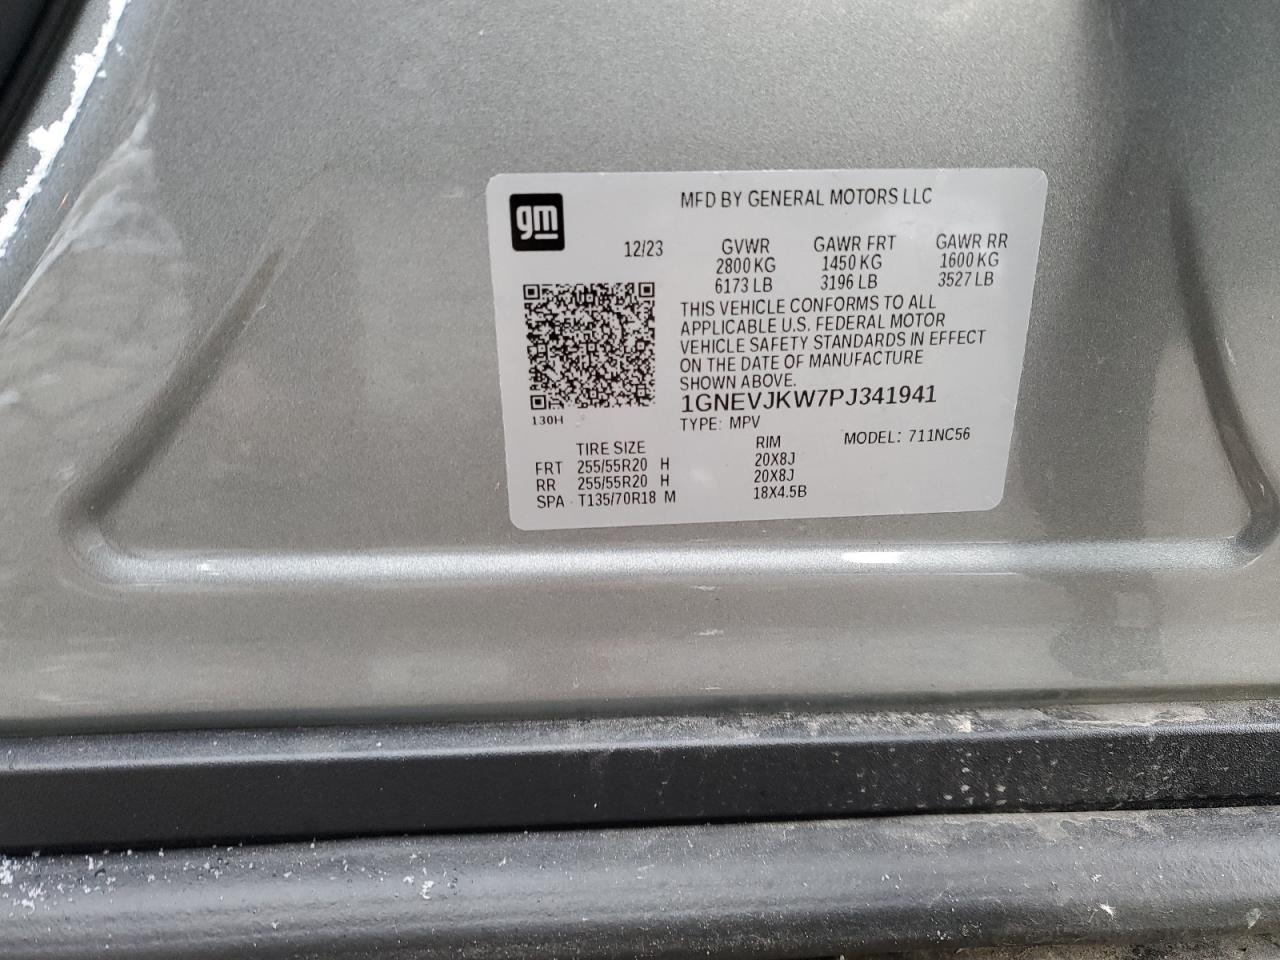 gm
MFD BY GENERAL MOTORS LLC
12/23
GVWR GAWR FRT GAWR RR
2800 KG 1450 KG 1600 KG
6173 LB 3196 LB 3527 LB
THIS VEHICLE CONFORMS TO ALL
APPLICABLE U.S. FEDERAL MOTOR
VEHICLE SAFETY STANDARDS IN EFFECT
ON THE DATE OF MANUFACTURE
SHOWN ABOVE.
1GNEVJKW7PJ341941
130H
TYPE: MPV
MODEL: 711NC56
TIRE SIZE RIM
FRT 255/55R20 H 20X8J
RR 255/55R20 H 20X8J
SPA T135/70R18 M 18X4.5B